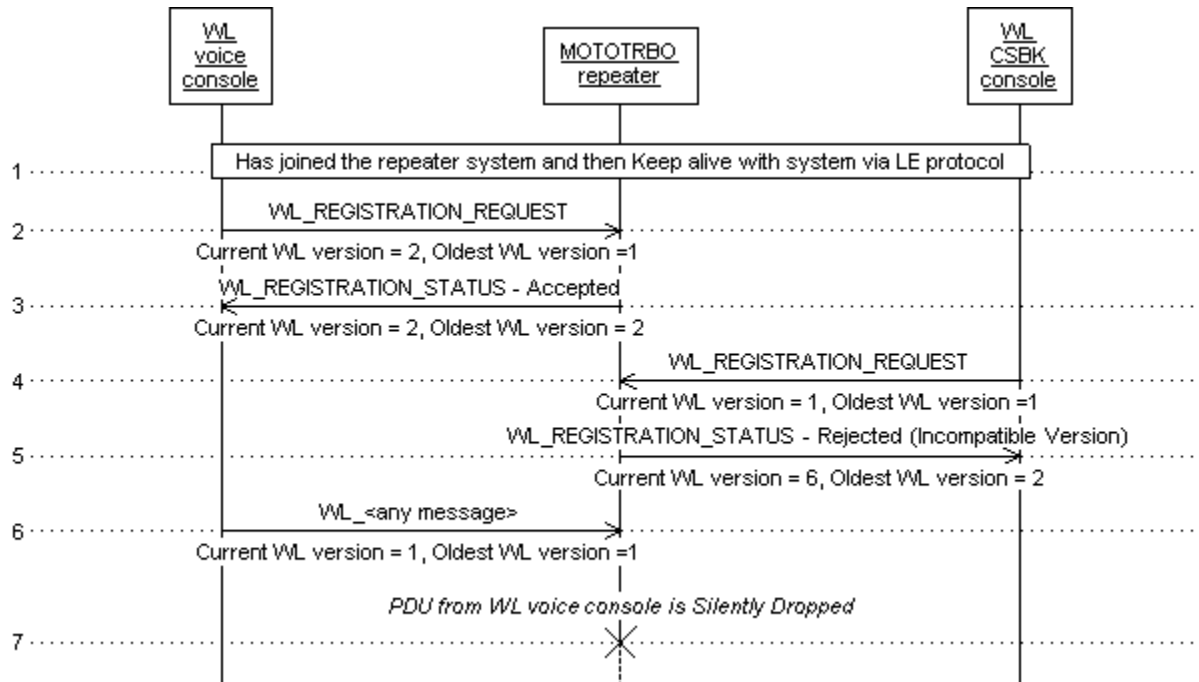 WL
voice
console
MOTOTRBO
repeater
WL
CSBK
console
1
Has joined the repeater system and then Keep alive with system via LE protocol
WL_REGISTRATION_REQUEST
2
Current WL version = 2, Oldest WL version =1
WL_REGISTRATION_STATUS - Accepted
3
Current WL version = 2, Oldest WL version = 2
WL_REGISTRATION_REQUEST
4
Current WL version = 1, Oldest WL version =1
WL_REGISTRATION_STATUS - Rejected (Incompatible Version)
5
Current WL version = 6, Oldest WL version = 2
WL_<any message>
6
Current WL version = 1, Oldest WL version =1
PDU from WL voice console is Silently Dropped
7